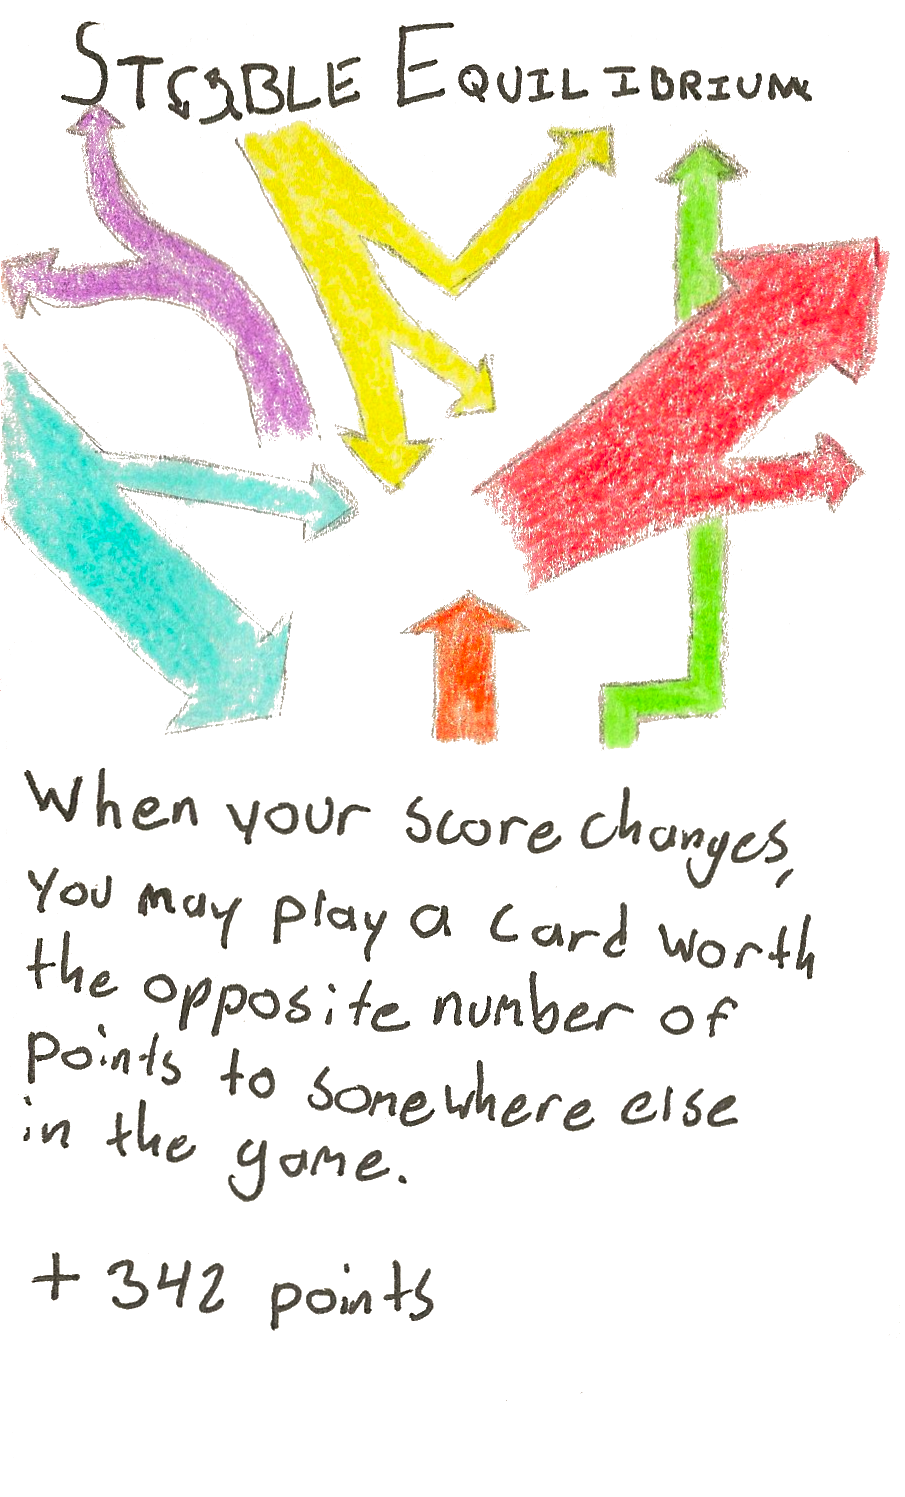 STABLE EQUILIBRIUM
When your score changes,
you may play a card worth
the opposite number of
points to somewhere else
in the game.
+ 342 points